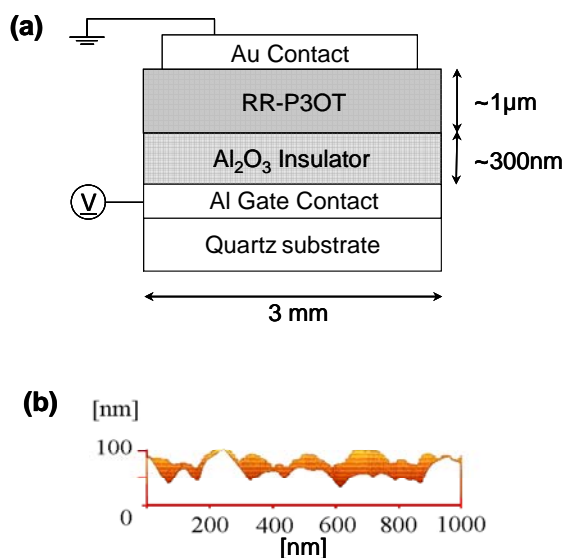 (a)
Au Contact
RR-P3OT
~1µm
Al₂O₃ Insulator
~300nm
V
Al Gate Contact
Quartz substrate
3 mm
(b)
[nm]
100
0
200 400 600 800 1000
[nm]